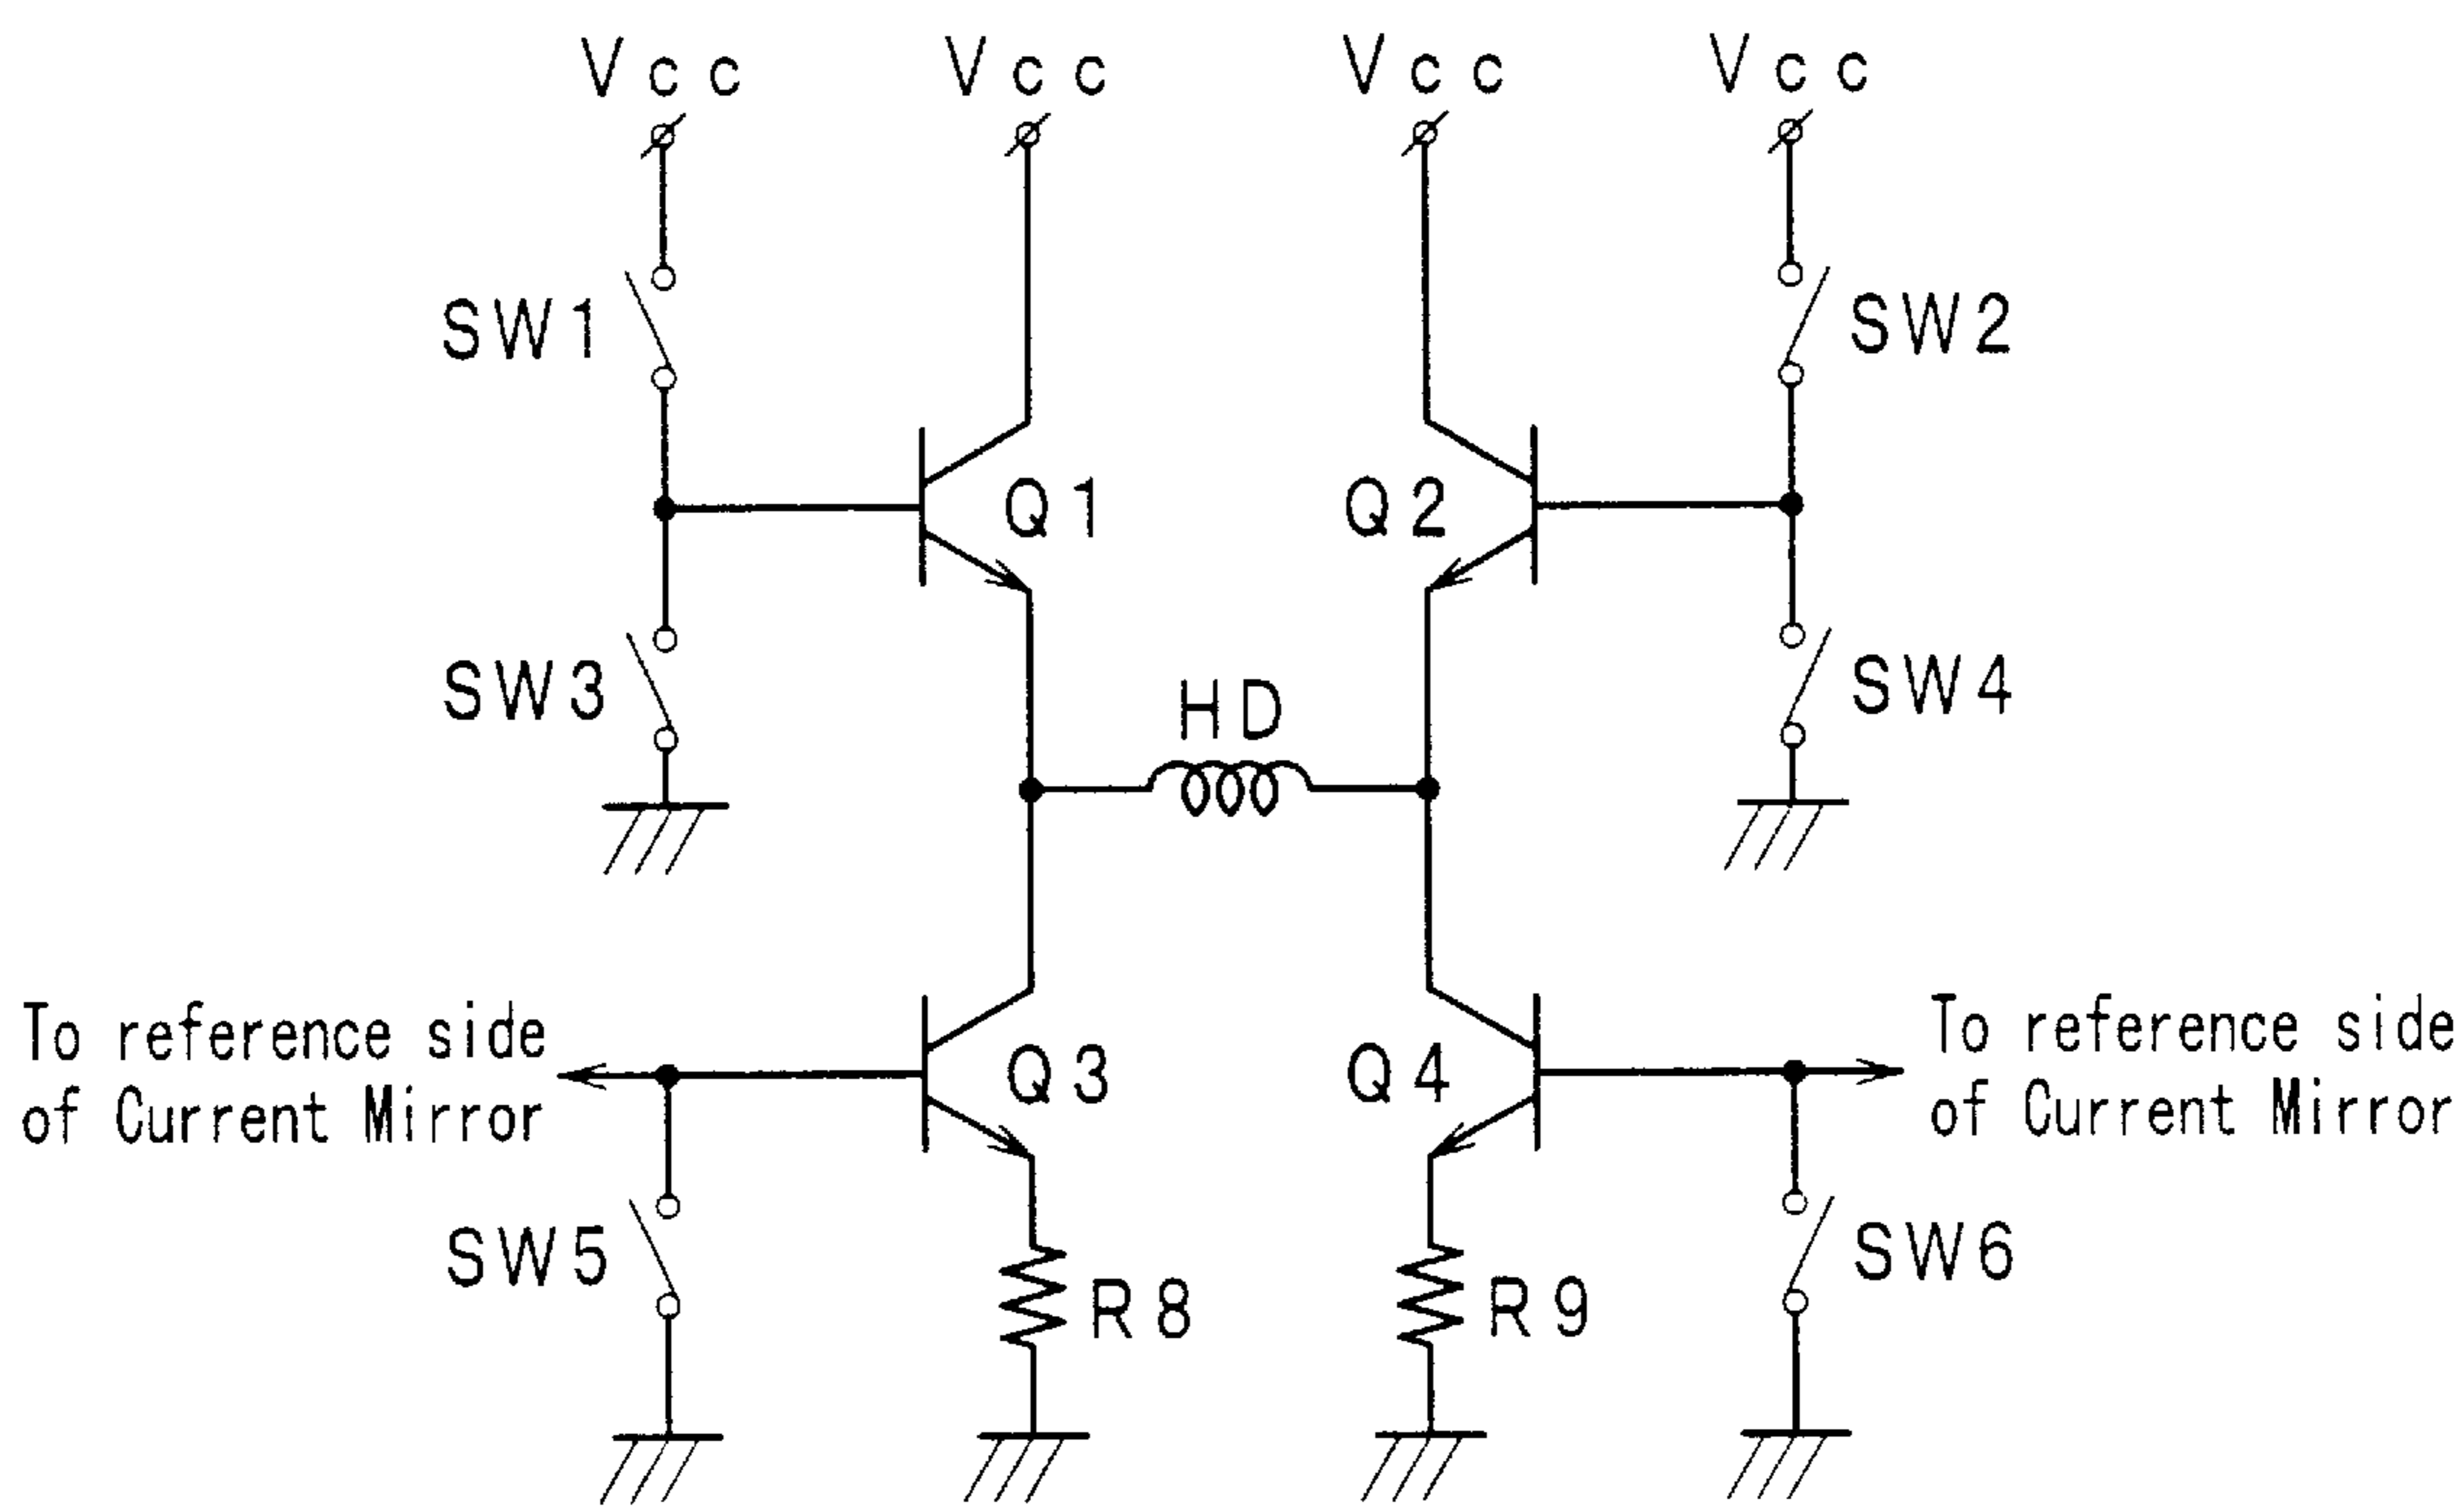 Vcc Vcc Vcc Vcc
SW1 SW2
Q1 Q2
SW3 HD SW4
To reference side
of Current Mirror
Q3 Q4
To reference side
of Current Mirror
SW5 R8 R9 SW6